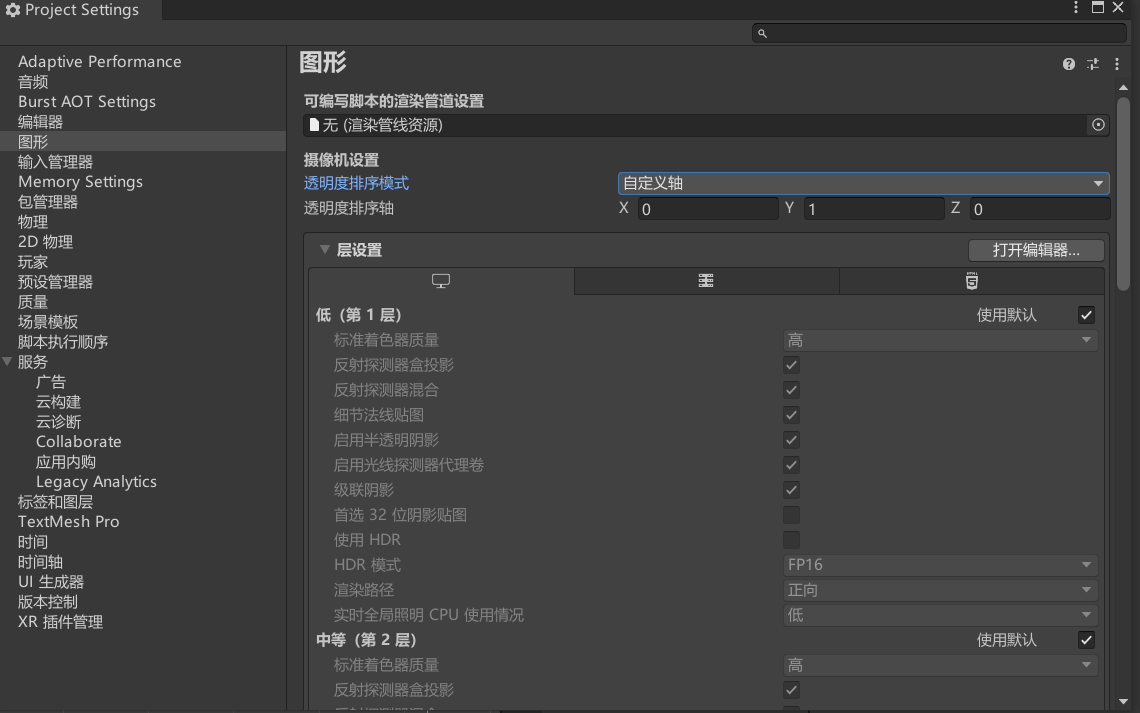 Project Settings
Adaptive Performance
音频
Burst AOT Settings
编辑器
图形
输入管理器
Memory Settings
包管理器
物理
2D 物理
玩家
预设管理器
质量
场景模板
脚本执行顺序
服务
广告
云构建
云诊断
Collaborate
应用内购
Legacy Analytics
标签和图层
TextMesh Pro
时间
时间轴
UI 生成器
版本控制
XR 插件管理
图形
可编写脚本的渲染管道设置
无 (渲染管线资源)
摄像机设置
透明度排序模式 自定义轴
透明度排序轴 X 0 Y 1 Z 0
层设置 打开编辑器...
低（第 1 层） 使用默认
标准着色器质量 高
反射探测器盒投影
反射探测器混合
细节法线贴图
启用半透明阴影
启用光线探测器代理卷
级联阴影
首选 32 位阴影贴图
使用 HDR
HDR 模式 FP16
渲染路径 正向
实时全局照明 CPU 使用情况 低
中等（第 2 层） 使用默认
标准着色器质量 高
反射探测器盒投影